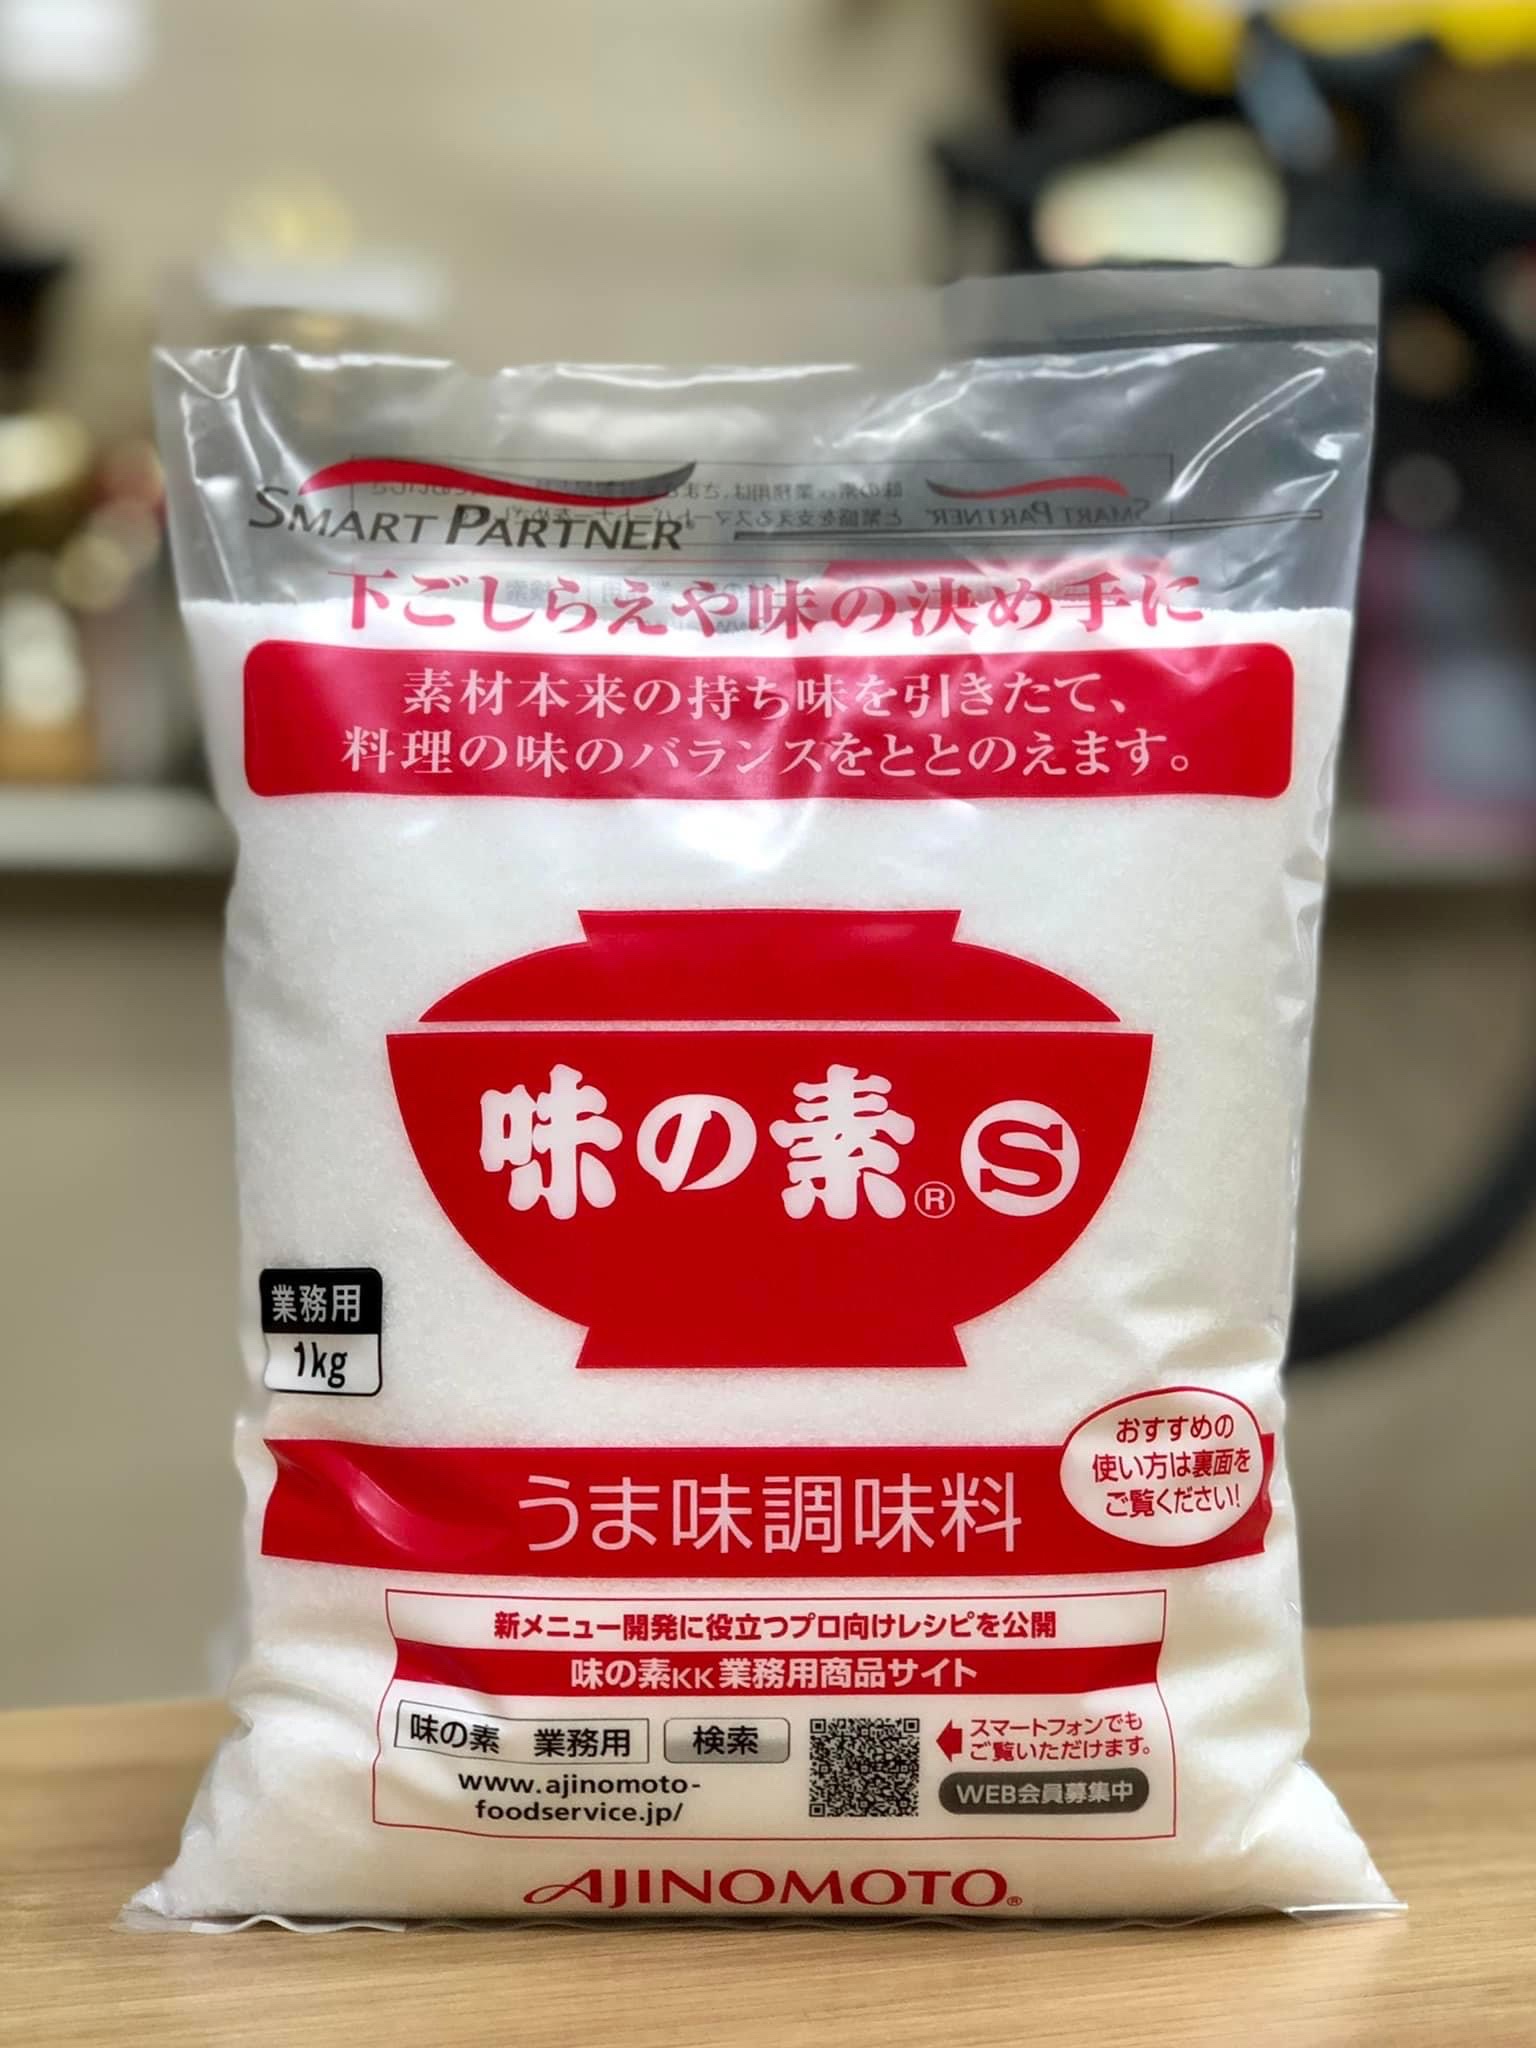 SMART PARTNER®
下ごしらえや味の決め手に
素材本来の持ち味を引きたて、
料理の味のバランスをととのえます。
味の素® S
業務用
1kg
おすすめの
使い方は裏面を
ご覧ください!
うま味調味料
新メニュー開発に役立つプロ向けレシピを公開
味の素KK業務用商品サイト
味の素 業務用 検索
www.ajinomoto-
foodservice.jp/
スマートフォンでも
ご覧いただけます。
WEB会員募集中
AJINOMOTO®